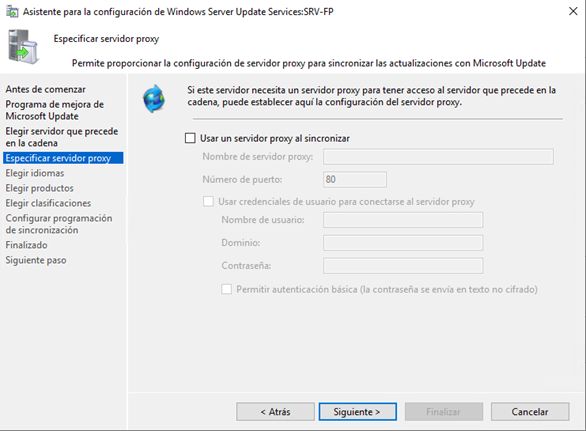 Asistente para la configuración de Windows Server Update Services:SRV-FP
Especificar servidor proxy
Permite proporcionar la configuración de servidor proxy para sincronizar las actualizaciones con Microsoft Update
Antes de comenzar
Programa de mejora de
Microsoft Update
Elegir servidor que precede
en la cadena
Especificar servidor proxy
Elegir idiomas
Elegir productos
Elegir clasificaciones
Configurar programación
de sincronización
Finalizado
Siguiente paso
Si este servidor necesita un servidor proxy para tener acceso al servidor que precede en la
cadena, puede establecer aquí la configuración del servidor proxy.
Usar un servidor proxy al sincronizar
Nombre de servidor proxy:
Número de puerto: 80
Usar credenciales de usuario para conectarse al servidor proxy
Nombre de usuario:
Dominio:
Contraseña:
Permitir autenticación básica (la contraseña se envía en texto no cifrado)
< Atrás Siguiente > Finalizar Cancelar